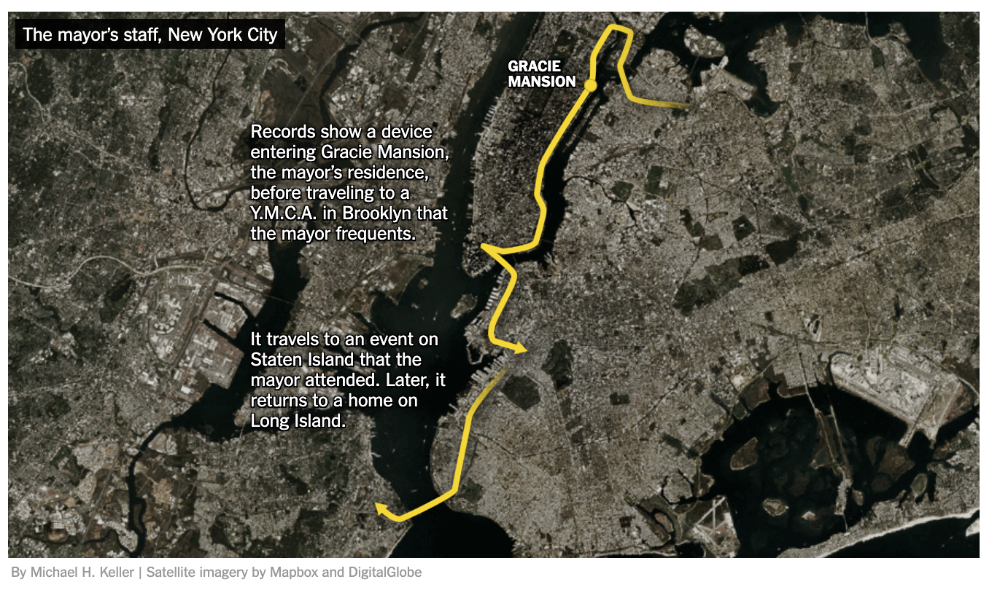 The mayor’s staff, New York City
GRACIE
MANSION
Records show a device
entering Gracie Mansion,
the mayor’s residence,
before traveling to a
Y.M.C.A. in Brooklyn that
the mayor frequents.
It travels to an event on
Staten Island that the
mayor attended. Later, it
returns to a home on
Long Island.
By Michael H. Keller | Satellite imagery by Mapbox and DigitalGlobe